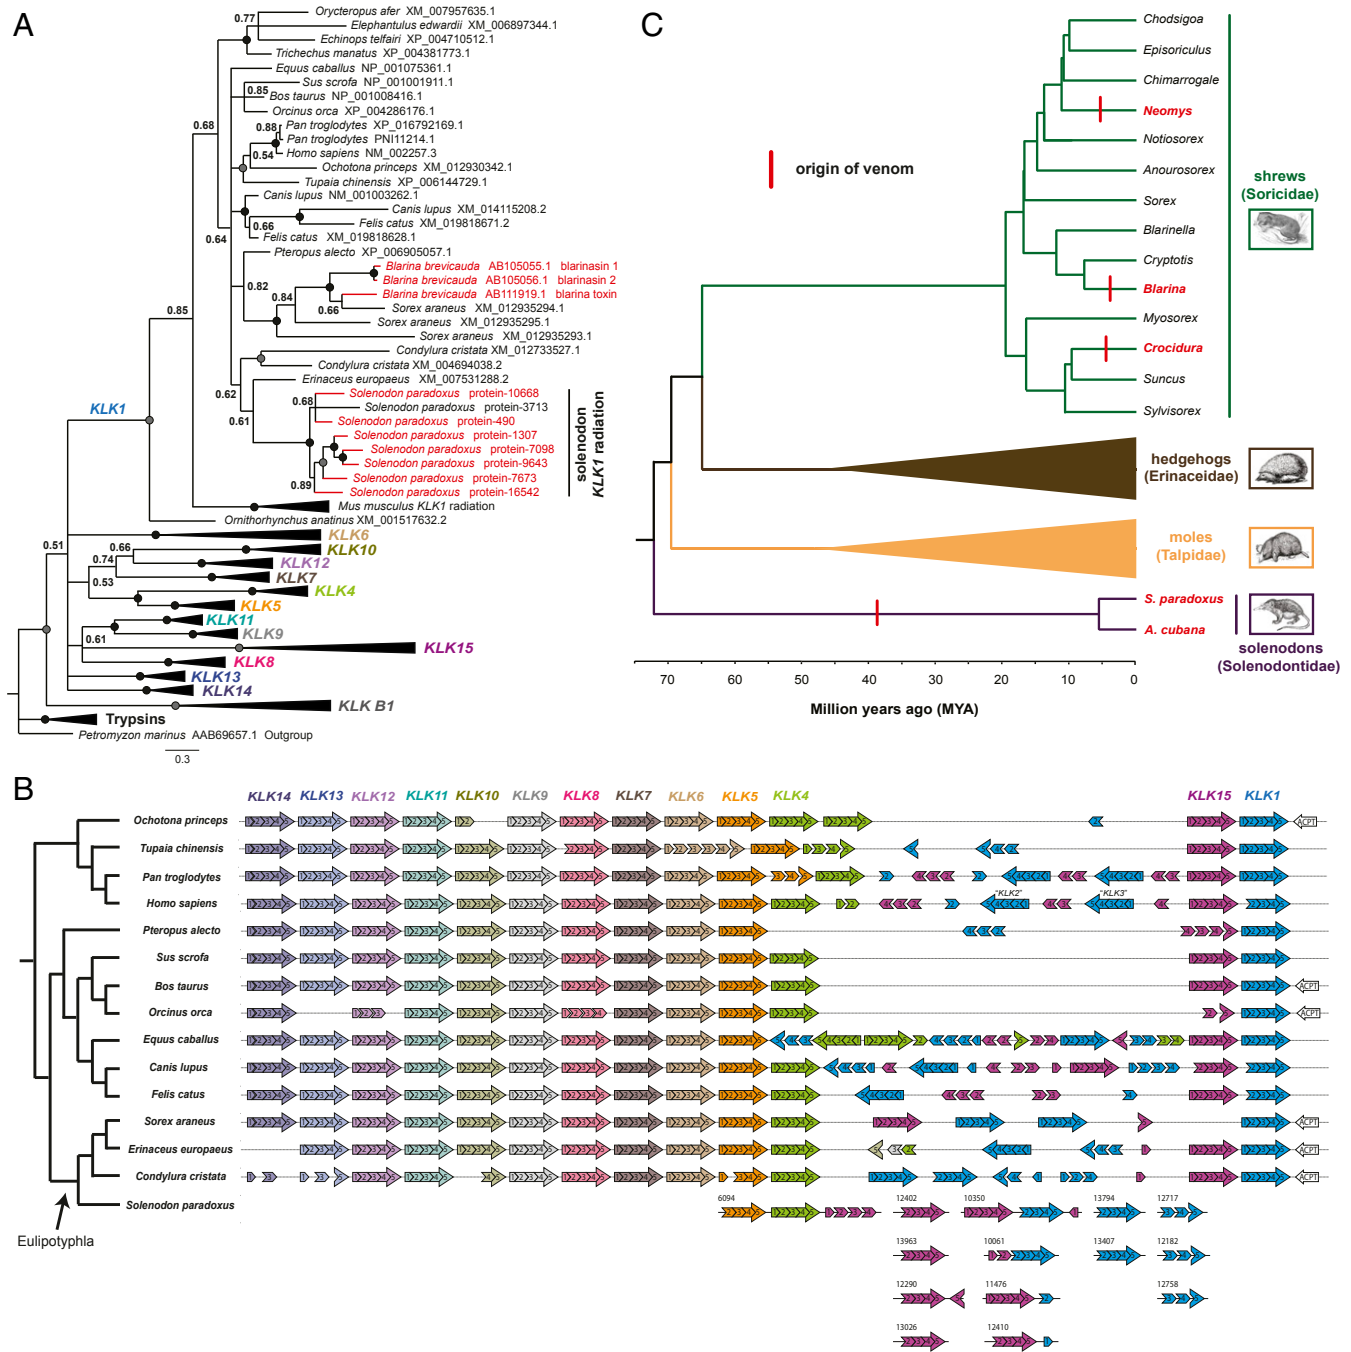 A
0.77
Orycteropus afer XM_007957635.1
Elephantulus edwardii XM_006897344.1
Echinops telfairi XP_004710512.1
Trichechus manatus XP_004381773.1
Equus caballus NP_001075361.1
Sus scrofa NP_001001911.1
0.85
Bos taurus NP_001008416.1
Orcinus orca XP_004286176.1
0.68
0.88
Pan troglodytes XP_016792169.1
Pan troglodytes PNI11214.1
0.54
Homo sapiens NM_002257.3
Ochotona princeps XM_012930342.1
Tupaia chinensis XP_006144729.1
Canis lupus NM_001003262.1
Canis lupus XM_014115208.2
0.66
Felis catus XM_019818671.2
0.64
Felis catus XM_019818628.1
Pteropus alecto XP_006905057.1
Blarina brevicauda AB105055.1 blarinasin 1
0.82
Blarina brevicauda AB105056.1 blarinasin 2
0.84
Blarina brevicauda AB111919.1 blarina toxin
0.66
Sorex araneus XM_012935294.1
0.85
Sorex araneus XM_012935295.1
Sorex araneus XM_012935293.1
Condylura cristata XM_012733527.1
Condylura cristata XM_004694038.2
Erinaceus europaeus XM_007531288.2
0.62
Solenodon paradoxus protein-10668
0.68
Solenodon paradoxus protein-3713
0.61
Solenodon paradoxus protein-490
Solenodon paradoxus protein-1307
Solenodon paradoxus protein-7098
Solenodon paradoxus protein-9643
Solenodon paradoxus protein-7673
0.89
Solenodon paradoxus protein-16542
solenodon
KLK1 radiation
KLK1
Mus musculus KLK1 radiation
Ornithorhynchus anatinus XM_001517632.2
KLK6
0.51
0.66
KLK10
0.74
KLK12
0.53
KLK7
KLK4
KLK5
KLK11
KLK9
0.61
KLK15
KLK8
KLK13
KLK14
KLK B1
Trypsins
Petromyzon marinus AAB69657.1 Outgroup
0.3
C
origin of venom
Chodsigoa
Episoriculus
Chimarrogale
Neomys
Notiosorex
Anourosorex
Sorex
Blarinella
Cryptotis
Blarina
Myosorex
Crocidura
Suncus
Sylvisorex
shrews
(Soricidae)
hedgehogs
(Erinaceidae)
moles
(Talpidae)
S. paradoxus
A. cubana
solenodons
(Solenodontidae)
70 60 50 40 30 20 10 0
Million years ago (MYA)
B
KLK14 KLK13 KLK12 KLK11 KLK10 KLK9 KLK8 KLK7 KLK6 KLK5 KLK4 KLK15 KLK1
Ochotona princeps
ACPT
Tupaia chinensis
Pan troglodytes
Homo sapiens
"KLK2" "KLK3"
Pteropus alecto
Sus scrofa
Bos taurus
ACPT
Orcinus orca
ACPT
Equus caballus
Canis lupus
Felis catus
Sorex araneus
ACPT
Erinaceus europaeus
ACPT
Condylura cristata
ACPT
Solenodon paradoxus
Eulipotyphla
6094 12402 10350 13794 12717
13963 10061 13407 12182
12290 11476 12758
13026 12410